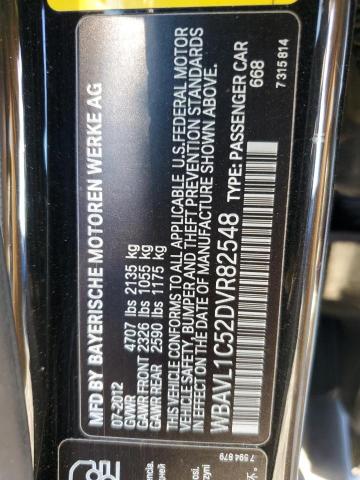 MFD BY BAYERISCHE MOTOREN WERKE AG
07-2012
GVWR 4707 lbs 2135 kg
GAWR FRONT 2326 lbs 1055 kg
GAWR REAR 2590 lbs 1175 kg
THIS VEHICLE CONFORMS TO ALL APPLICABLE U.S. FEDERAL MOTOR
VEHICLE SAFETY, BUMPER AND THEFT PREVENTION STANDARDS
IN EFFECT ON THE DATE OF MANUFACTURE SHOWN ABOVE.
WBAVL1C52DVR82548 TYPE: PASSENGER CAR
668
7 315 814
7 594 879